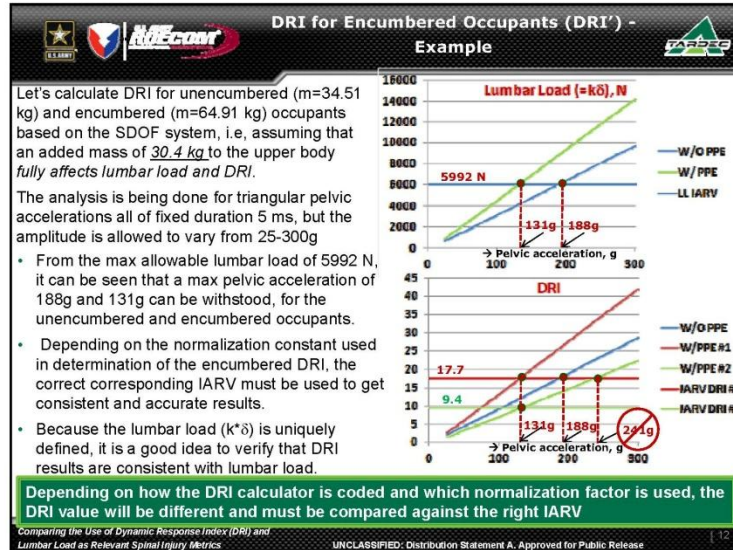 DRI for Encumbered Occupants (DRI') -
Example
U.S.ARMY
RDECOM
TARDEC
Let's calculate DRI for unencumbered (m=34.51
kg) and encumbered (m=64.91 kg) occupants
based on the SDOF system, i.e, assuming that
an added mass of 30.4 kg to the upper body
fully affects lumbar load and DRI.
The analysis is being done for triangular pelvic
accelerations all of fixed duration 5 ms, but the
amplitude is allowed to vary from 25-300g
• From the max allowable lumbar load of 5992 N,
it can be seen that a max pelvic acceleration of
188g and 131g can be withstood, for the
unencumbered and encumbered occupants.
• Depending on the normalization constant used
in determination of the encumbered DRI, the
correct corresponding IARV must be used to get
consistent and accurate results.
• Because the lumbar load (k*δ) is uniquely
defined, it is a good idea to verify that DRI
results are consistent with lumbar load.
Lumbar Load (=kδ), N
16000
14000
12000
10000
8000
6000
4000
2000
0
5992 N
131g
188g
→ Pelvic acceleration, g
0
100
200
300
W/O PPE
W/ PPE
LL IARV
DRI
45
40
35
30
25
20
15
10
5
0
17.7
9.4
131g
188g
241g
→ Pelvic acceleration, g
0
100
200
300
W/O PPE
W/PPE #1
W/PPE #2
IARV DRI #
IARV DRI #
Depending on how the DRI calculator is coded and which normalization factor is used, the
DRI value will be different and must be compared against the right IARV
Comparing the Use of Dynamic Response Index (DRI) and
Lumbar Load as Relevant Spinal Injury Metrics
UNCLASSIFIED: Distribution Statement A. Approved for Public Release
12